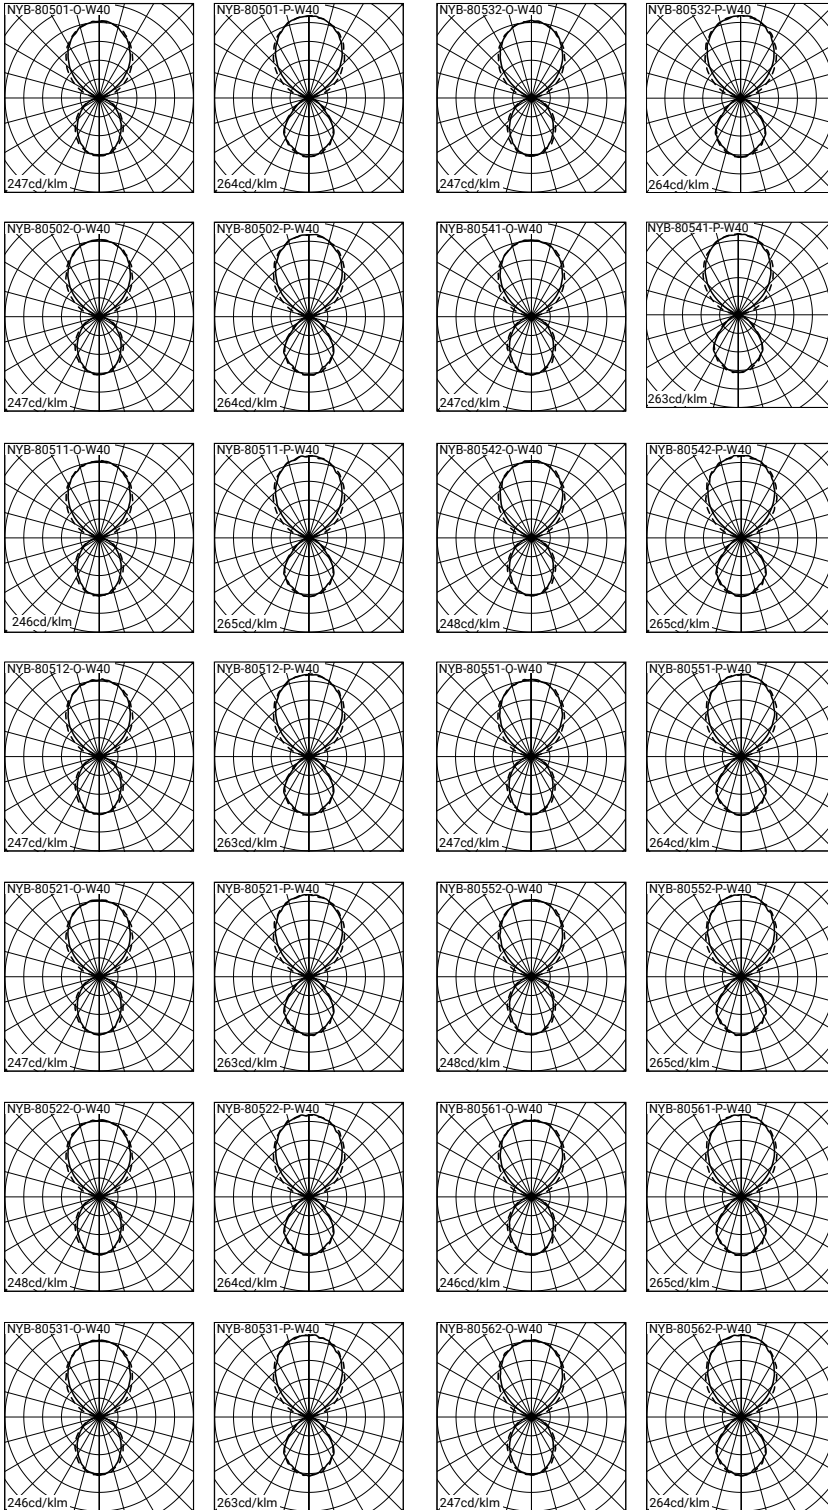 NYB-80501-O-W40
247cd/klm
NYB-80501-P-W40
264cd/klm
NYB-80532-O-W40
247cd/klm
NYB-80532-P-W40
264cd/klm
NYB-80502-O-W40
247cd/klm
NYB-80502-P-W40
264cd/klm
NYB-80541-O-W40
247cd/klm
NYB-80541-P-W40
263cd/klm
NYB-80511-O-W40
246cd/klm
NYB-80511-P-W40
265cd/klm
NYB-80542-O-W40
248cd/klm
NYB-80542-P-W40
265cd/klm
NYB-80512-O-W40
247cd/klm
NYB-80512-P-W40
263cd/klm
NYB-80551-O-W40
247cd/klm
NYB-80551-P-W40
264cd/klm
NYB-80521-O-W40
247cd/klm
NYB-80521-P-W40
263cd/klm
NYB-80552-O-W40
248cd/klm
NYB-80552-P-W40
265cd/klm
NYB-80522-O-W40
248cd/klm
NYB-80522-P-W40
264cd/klm
NYB-80561-O-W40
246cd/klm
NYB-80561-P-W40
265cd/klm
NYB-80531-O-W40
246cd/klm
NYB-80531-P-W40
263cd/klm
NYB-80562-O-W40
247cd/klm
NYB-80562-P-W40
264cd/klm